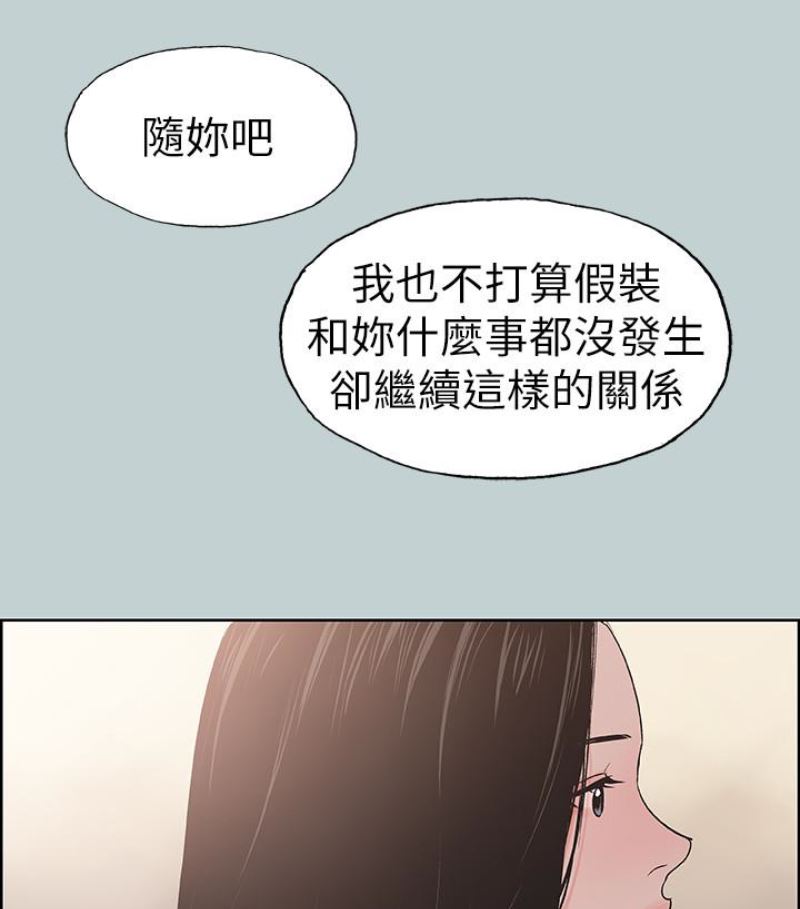 隨妳吧
我也不打算假裝
和妳什麼事都沒發生
卻繼續這樣的關係